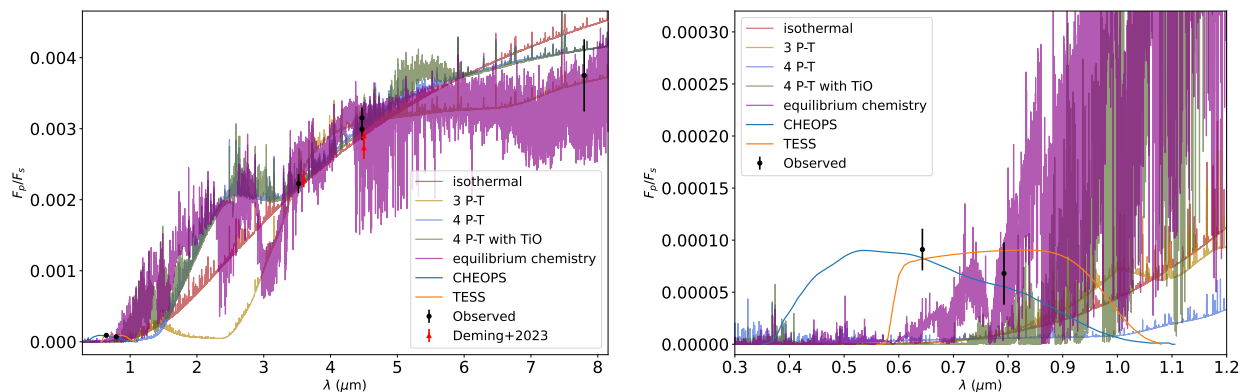 0.004
0.003
0.002
0.001
0.000
Fp/Fs
1
2
3
4
5
6
7
8
λ (μm)
isothermal
3 P-T
4 P-T
4 P-T with TiO
equilibrium chemistry
CHEOPS
TESS
Observed
Deming+2023
0.00030
0.00025
0.00020
0.00015
0.00010
0.00005
0.00000
Fp/Fs
0.3
0.4
0.5
0.6
0.7
0.8
0.9
1.0
1.1
1.2
λ (μm)
isothermal
3 P-T
4 P-T
4 P-T with TiO
equilibrium chemistry
CHEOPS
TESS
Observed